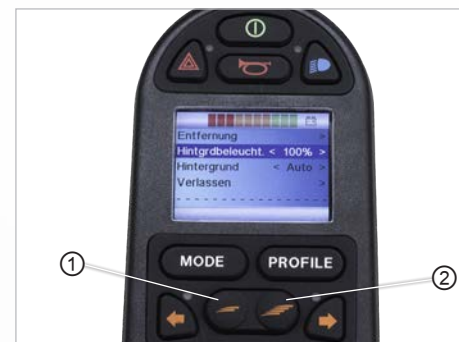 Entfernung >
Hintgrdbeleucht. < 100% >
Hintergrund < Auto >
Verlassen >
MODE PROFILE
1
2